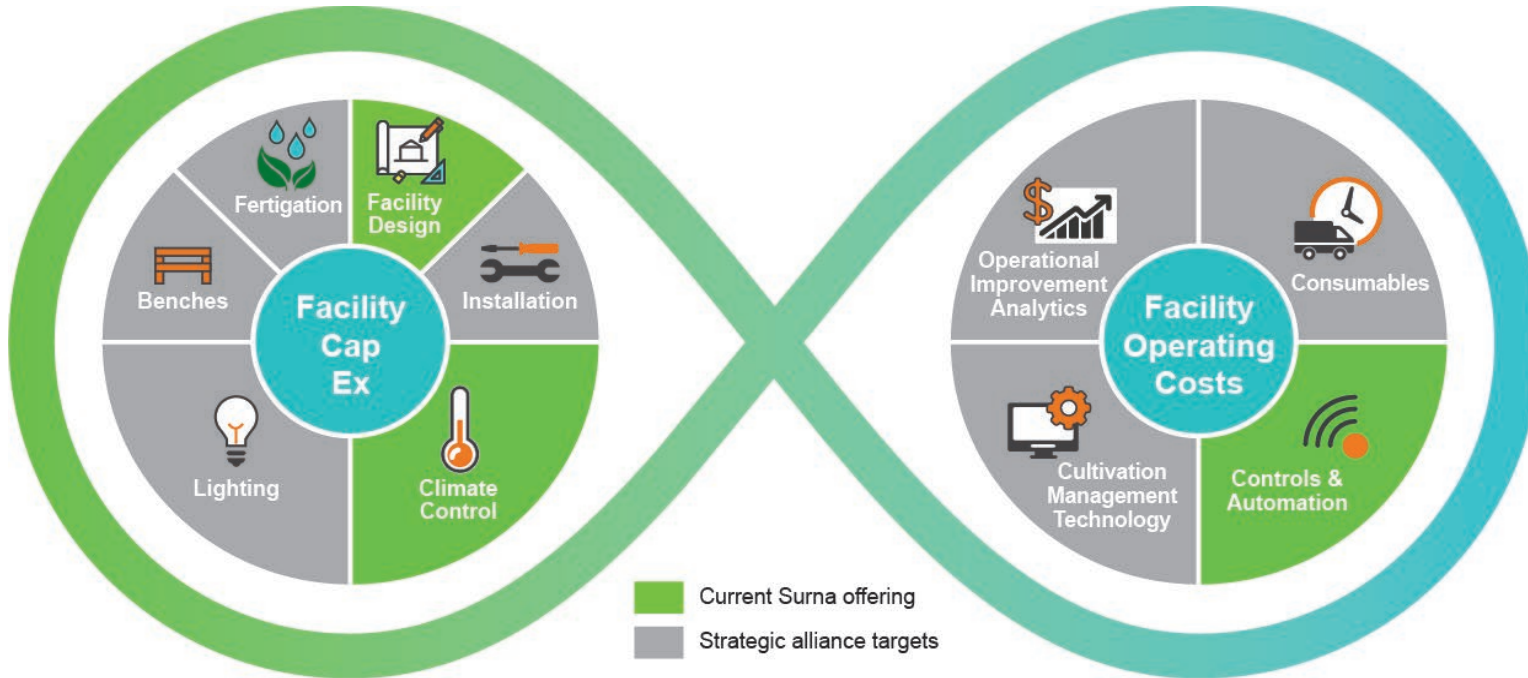 Fertigation
Facility
Design
Benches
Installation
Facility
Cap
Ex
Lighting
Climate
Control
Operational
Improvement
Analytics
Consumables
Facility
Operating
Costs
Cultivation
Management
Technology
Controls &
Automation
Current Surna offering
Strategic alliance targets